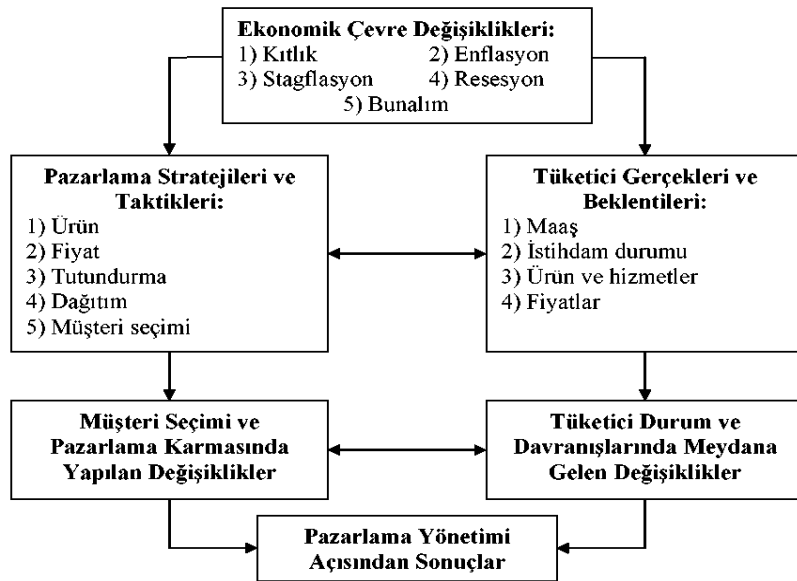 Ekonomik Çevre Değişiklikleri:
1) Kıtlık 2) Enflasyon
3) Stagflasyon 4) Resesyon
5) Bunalım
Pazarlama Stratejileri ve
Taktikleri:
1) Ürün
2) Fiyat
3) Tutundurma
4) Dağıtım
5) Müşteri seçimi
Tüketici Gerçekleri ve
Beklentileri:
1) Maaş
2) İstihdam durumu
3) Ürün ve hizmetler
4) Fiyatlar
Müşteri Seçimi ve
Pazarlama Karmasında
Yapılan Değişiklikler
Tüketici Durum ve
Davranışlarında Meydana
Gelen Değişiklikler
Pazarlama Yönetimi
Açısından Sonuçlar